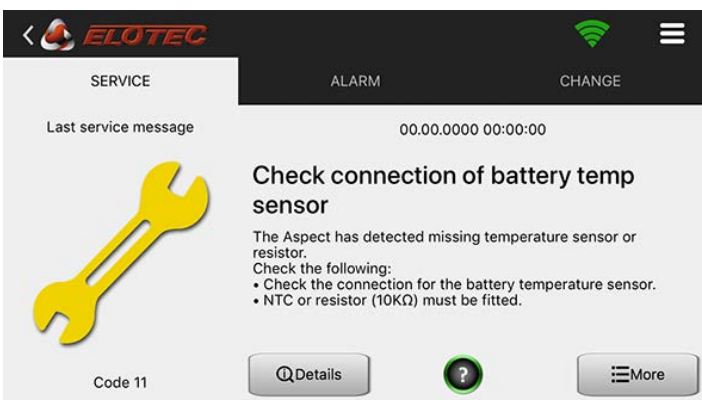 ELOTEC
SERVICE
ALARM
CHANGE
Last service message
00.00.0000 00:00:00
Check connection of battery temp
sensor
The Aspect has detected missing temperature sensor or
resistor.
Check the following:
• Check the connection for the battery temperature sensor.
• NTC or resistor (10KΩ) must be fitted.
Code 11
Details
?
More